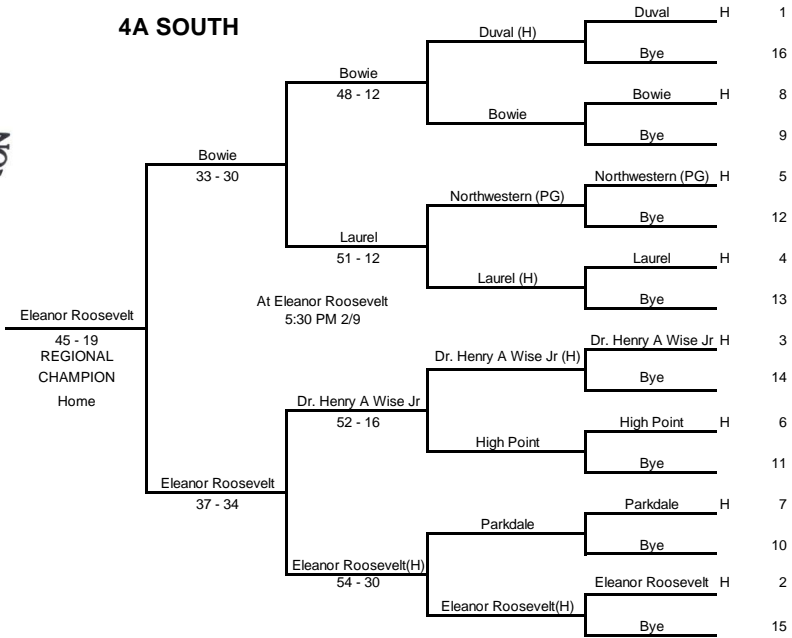 4A SOUTH
Duval H 1
Duval (H)
Bye 16
Bowie
48 - 12
Bowie H 8
Bowie
Bye 9
Bowie
33 - 30
Northwestern (PG) H 5
Northwestern (PG)
Bye 12
Laurel
51 - 12
Laurel H 4
Laurel (H)
Bye 13
At Eleanor Roosevelt
5:30 PM 2/9
Eleanor Roosevelt
45 - 19
REGIONAL
CHAMPION
Home
Dr. Henry A Wise Jr H 3
Dr. Henry A Wise Jr (H)
Bye 14
Dr. Henry A Wise Jr
52 - 16
High Point H 6
High Point
Bye 11
Eleanor Roosevelt
37 - 34
Parkdale H 7
Parkdale
Bye 10
Eleanor Roosevelt(H)
54 - 30
Eleanor Roosevelt H 2
Eleanor Roosevelt(H)
Bye 15